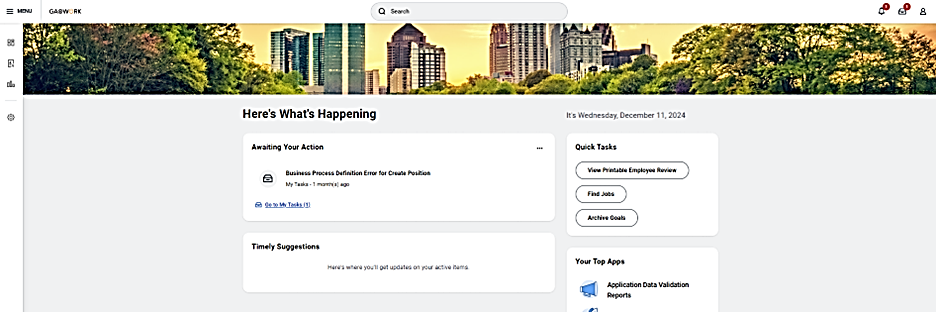 MENU
GA@WORK
Search
Here's What's Happening
It's Wednesday, December 11, 2024
Awaiting Your Action
Business Process Definition Error for Create Position
My Tasks - 1 month(s) ago
Go to My Tasks (1)
Timely Suggestions
Here's where you'll get updates on your active items.
Quick Tasks
View Printable Employee Review
Find Jobs
Archive Goals
Your Top Apps
Application Data Validation
Reports